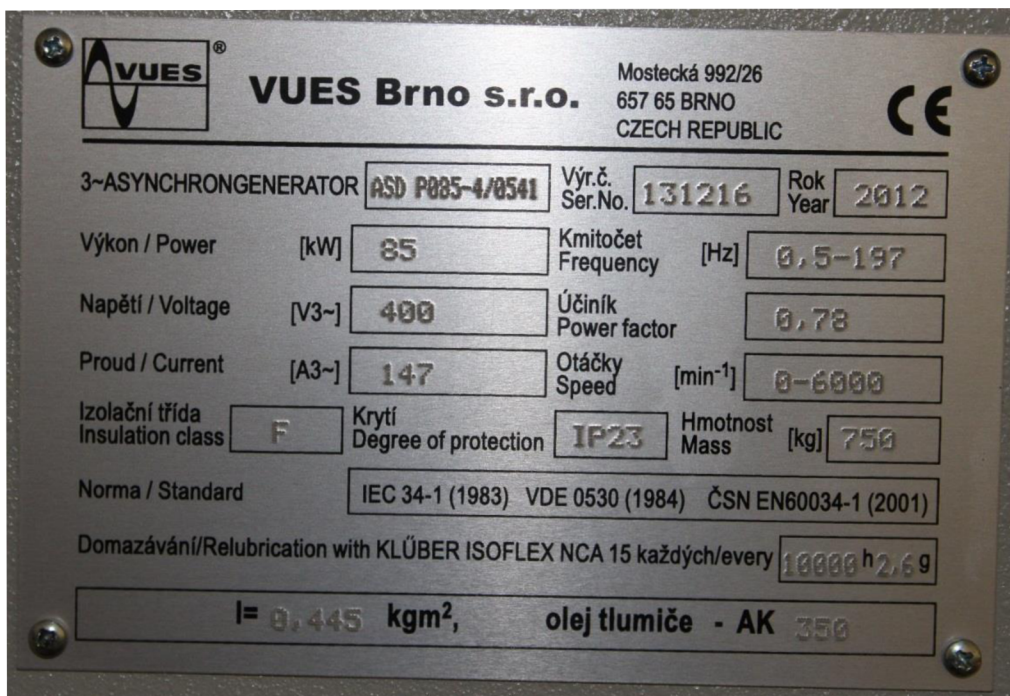 VUES ®
VUES Brno s.r.o.
Mostecká 992/26
657 65 BRNO
CZECH REPUBLIC
CE
3~ASYNCHRONGENERATOR ASD P085-4/0541 Výr.č. Ser.No. 131216 Rok Year 2012
Výkon / Power [kW] 85 Kmitočet Frequency [Hz] 0,5-197
Napětí / Voltage [V3~] 400 Účiník Power factor 0,78
Proud / Current [A3~] 147 Otáčky Speed [min⁻¹] 0-6000
Izolační třída Insulation class F Krytí Degree of protection IP23 Hmotnost Mass [kg] 750
Norma / Standard IEC 34-1 (1983) VDE 0530 (1984) ČSN EN60034-1 (2001)
Domazávání/Relubrication with KLŰBER ISOFLEX NCA 15 každých/every 10000 h 2,6 g
I= 0,445 kgm², olej tlumiče - AK 350